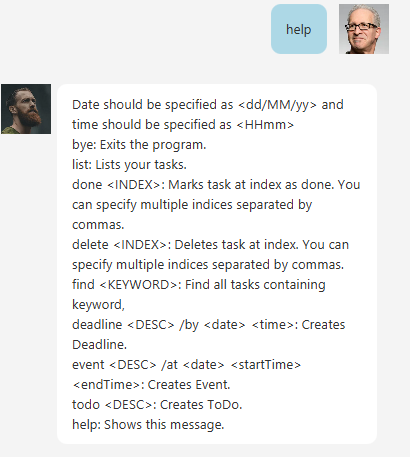 help
Date should be specified as <dd/MM/yy> and
time should be specified as <HHmm>
bye: Exits the program.
list: Lists your tasks.
done <INDEX>: Marks task at index as done. You
can specify multiple indices separated by
commas.
delete <INDEX>: Deletes task at index. You can
specify multiple indices separated by commas.
find <KEYWORD>: Find all tasks containing
keyword,
deadline <DESC> /by <date> <time>: Creates
Deadline.
event <DESC> /at <date> <startTime>
<endTime>: Creates Event.
todo <DESC>: Creates ToDo.
help: Shows this message.